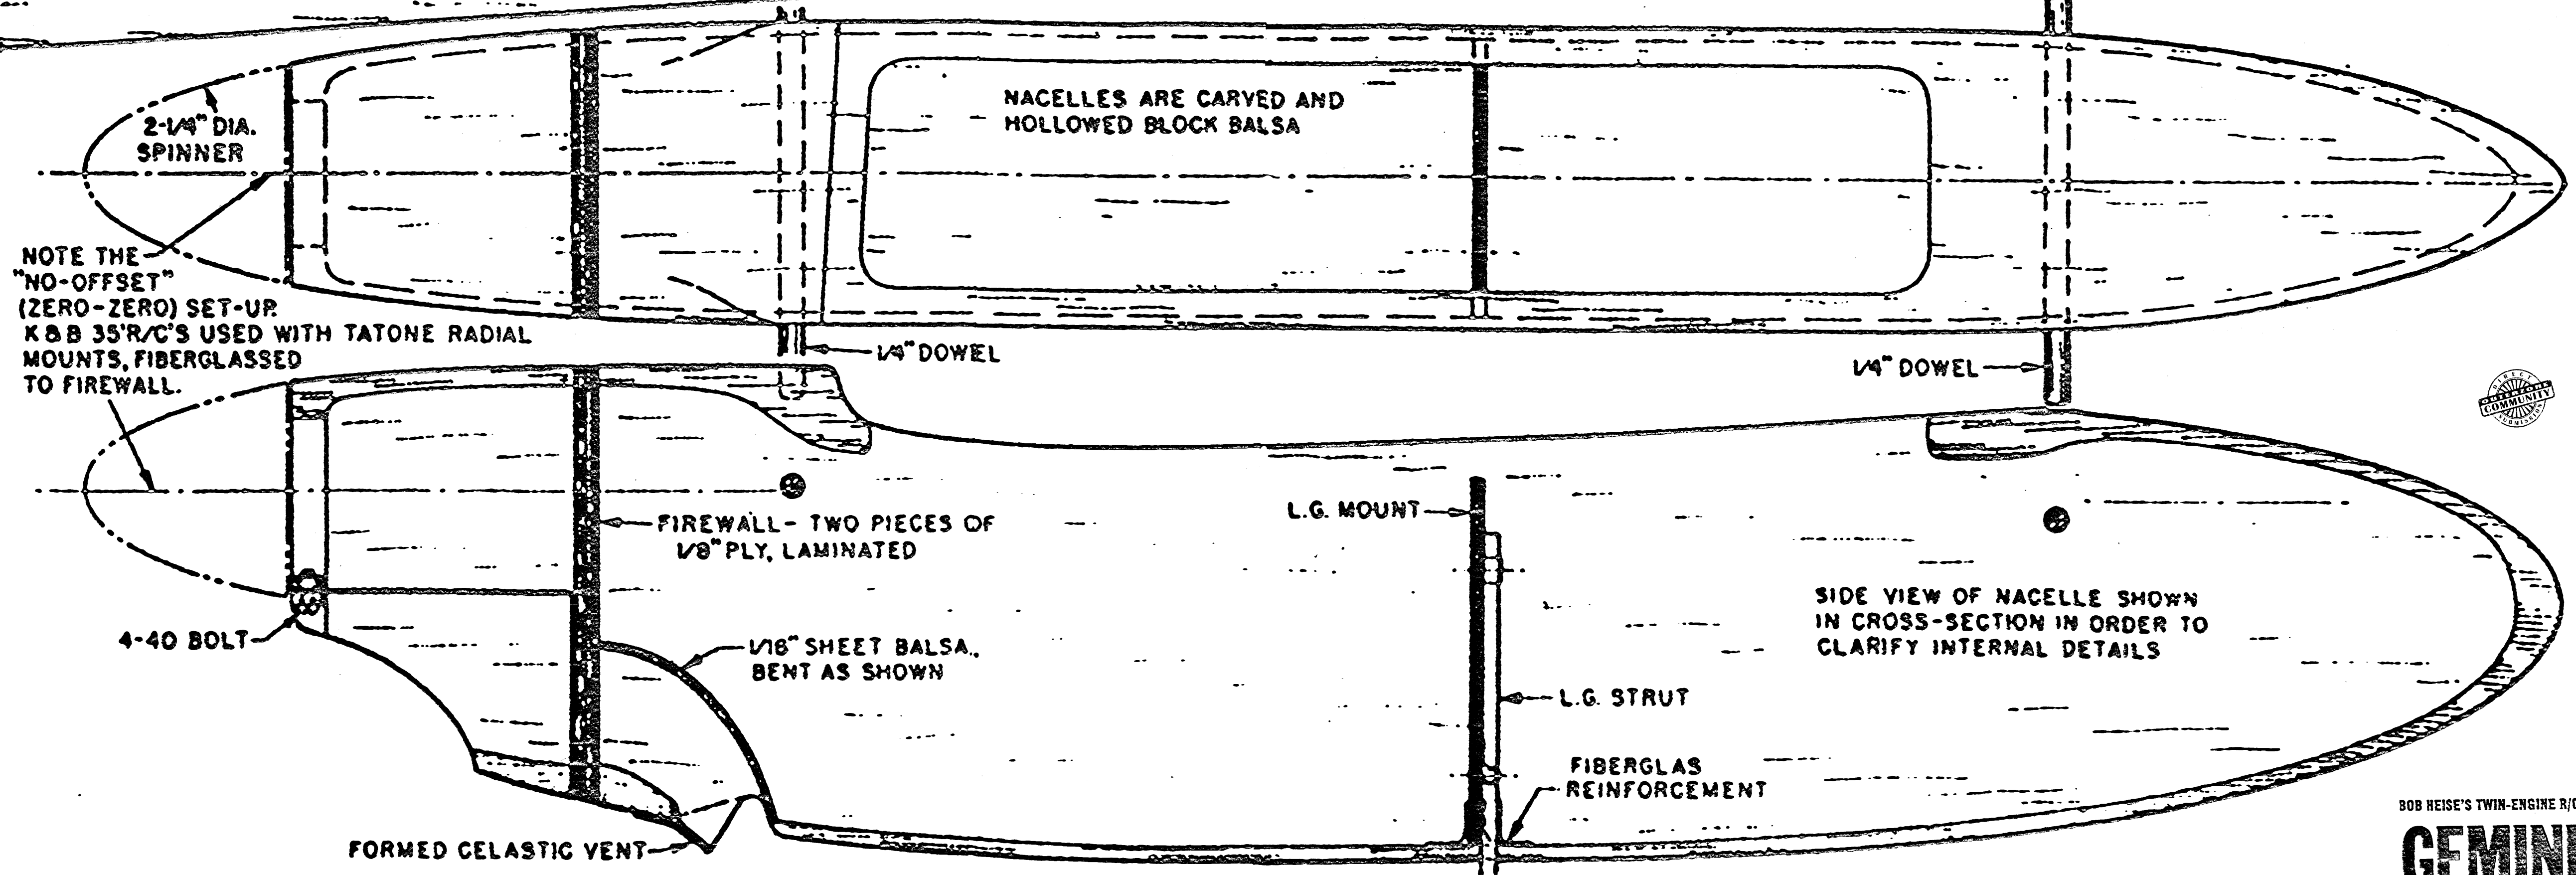 2-1/4" DIA.
SPINNER
NACELLES ARE CARVED AND
HOLLOWED BLOCK BALSA
NOTE THE
"NO-OFFSET"
(ZERO-ZERO) SET-UP.
K&B 35'R/C'S USED WITH TATONE RADIAL
MOUNTS, FIBERGLASSED
TO FIREWALL.
1/4" DOWEL
1/4" DOWEL
COMMUNITY
L.G. MOUNT
FIREWALL - TWO PIECES OF
1/8" PLY, LAMINATED
SIDE VIEW OF NACELLE SHOWN
IN CROSS-SECTION IN ORDER TO
CLARIFY INTERNAL DETAILS
4-40 BOLT
1/16" SHEET BALSA,
BENT AS SHOWN
L.G. STRUT
FIBERGLAS
REINFORCEMENT
FORMED CELASTIC VENT
BOB HEISE'S TWIN-ENGINE R/C
GEMINI